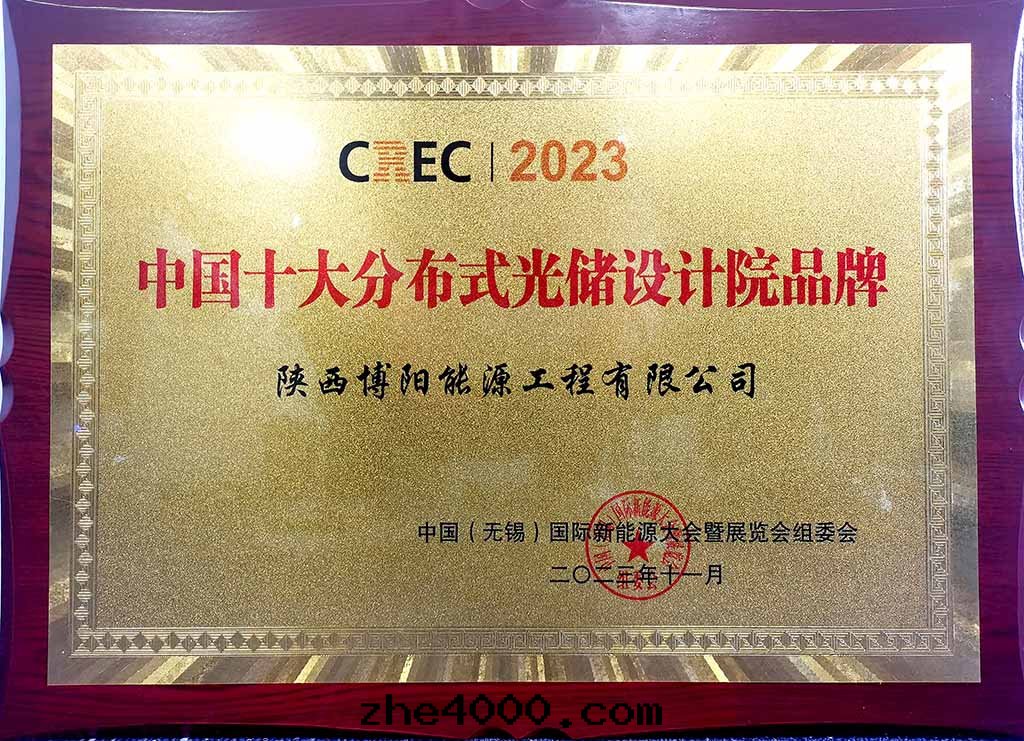 CREC | 2023
中国十大分布式光储设计院品牌
陕西博阳能源工程有限公司
中国（无锡）国际新能源大会暨展览会组委会
二〇二三年十一月
zhe4000.com